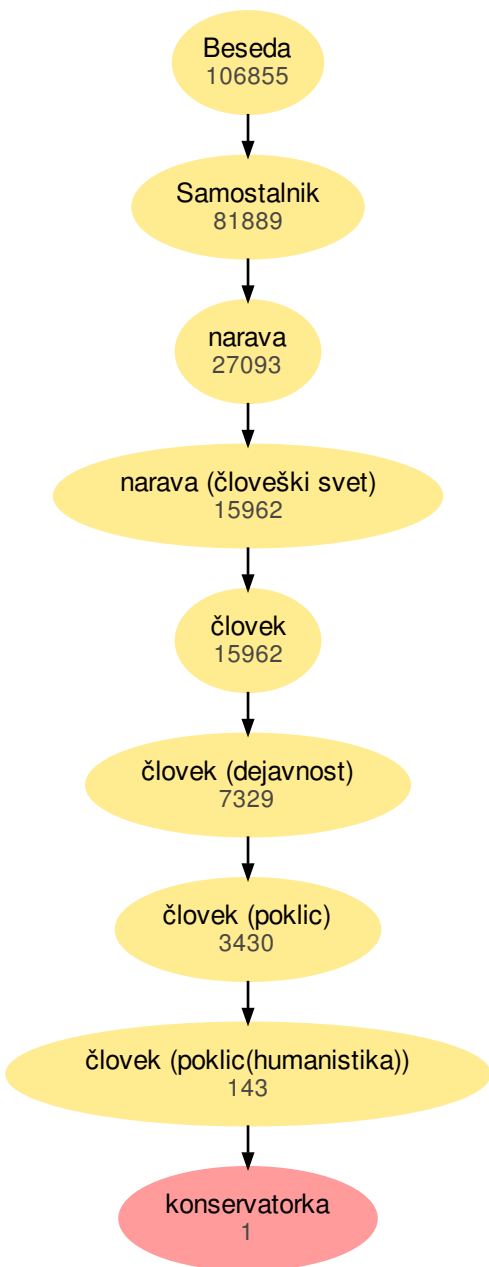 Beseda
106855
Samostalnik
81889
narava
27093
narava (človeški svet)
15962
človek
15962
človek (dejavnost)
7329
človek (poklic)
3430
človek (poklic(humanistika))
143
konservatorka
1